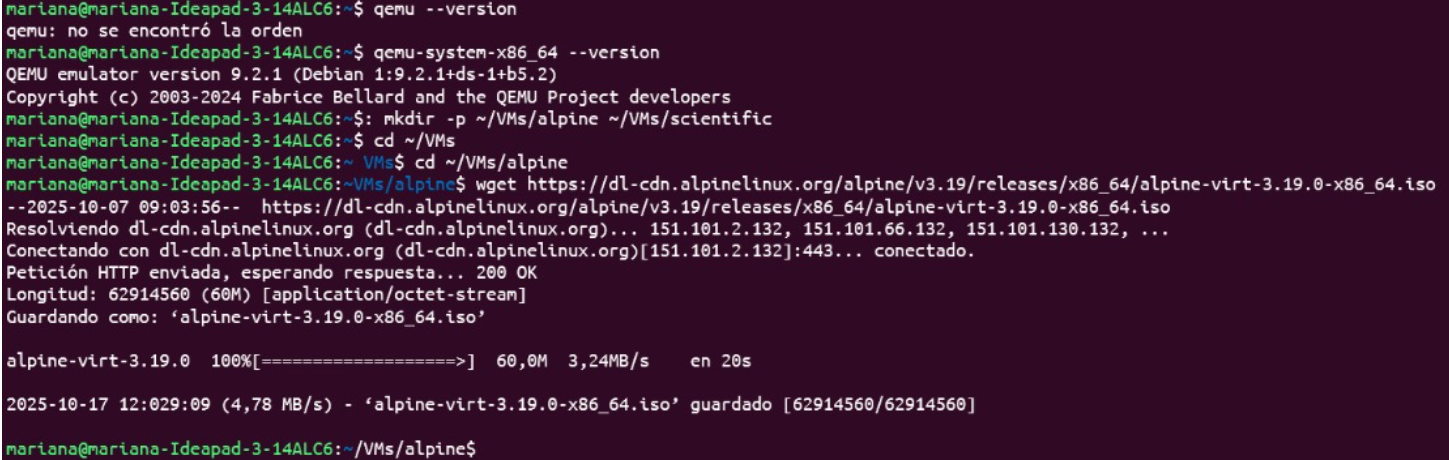 mariana@mariana-Ideapad-3-14ALC6:~$ qemu --version
qemu: no se encontró la orden
mariana@mariana-Ideapad-3-14ALC6:~$ qemu-system-x86_64 --version
QEMU emulator version 9.2.1 (Debian 1:9.2.1+ds-1+b5.2)
Copyright (c) 2003-2024 Fabrice Bellard and the QEMU Project developers
mariana@mariana-Ideapad-3-14ALC6:~$: mkdir -p ~/VMs/alpine ~/VMs/scientific
mariana@mariana-Ideapad-3-14ALC6:~$ cd ~/VMs
mariana@mariana-Ideapad-3-14ALC6:~ VMs$ cd ~/VMs/alpine
mariana@mariana-Ideapad-3-14ALC6:~VMs/alpine$ wget https://dl-cdn.alpinelinux.org/alpine/v3.19/releases/x86_64/alpine-virt-3.19.0-x86_64.iso
--2025-10-07 09:03:56--  https://dl-cdn.alpinelinux.org/alpine/v3.19/releases/x86_64/alpine-virt-3.19.0-x86_64.iso
Resolviendo dl-cdn.alpinelinux.org (dl-cdn.alpinelinux.org)... 151.101.2.132, 151.101.66.132, 151.101.130.132, ...
Conectando con dl-cdn.alpinelinux.org (dl-cdn.alpinelinux.org)[151.101.2.132]:443... conectado.
Petición HTTP enviada, esperando respuesta... 200 OK
Longitud: 62914560 (60M) [application/octet-stream]
Guardando como: ‘alpine-virt-3.19.0-x86_64.iso’
alpine-virt-3.19.0  100%[===================>]  60,0M  3,24MB/s    en 20s
2025-10-17 12:029:09 (4,78 MB/s) - ‘alpine-virt-3.19.0-x86_64.iso’ guardado [62914560/62914560]
mariana@mariana-Ideapad-3-14ALC6:~/VMs/alpine$